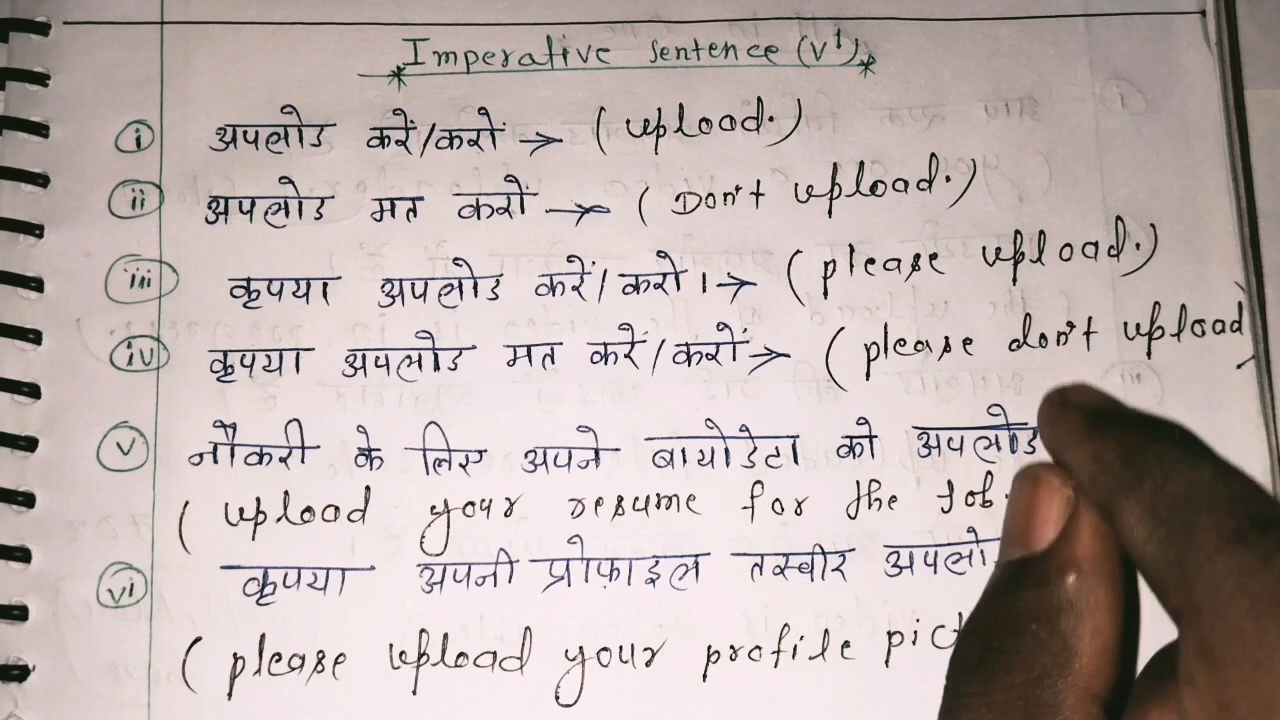 Imperative Sentence (V¹)
i अपलोड करें/करों → (upload.)
ii अपलोड मत करों → (Don't upload.)
iii कृपया अपलोड करें/करो। → (please upload.)
iv कृपया अपलोड मत करें/करों → (please don't upload)
v नौकरी के लिए अपने बायोडेटा को अपलोड
(upload your resume for the Job.
vi कृपया अपनी प्रोफ़ाइल तस्वीर अपलो
(please upload your profile pict